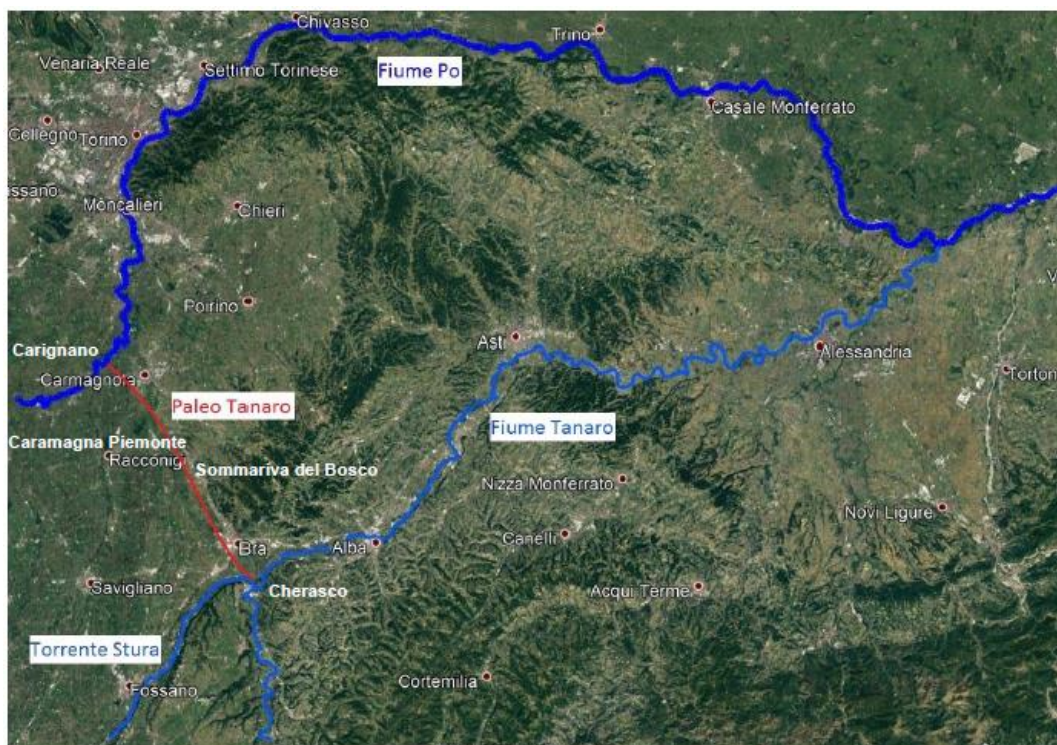 Chivasso
Trino
Venaria Reale
Fiume Po
Settimo Torinese
Casale Monferrato
Collegno
Torino
Moncalieri
Chieri
Poirino
Asti
Carignano
Alessandria
Carmagnola
Paleo Tanaro
Fiume Tanaro
Caramagna Piemonte
Racconigi
Sommariva del Bosco
Nizza Monferrato
Novi Ligure
Bra
Alba
Canelli
Savigliano
Cherasco
Acqui Terme
Torrente Stura
Fossano
Cortemilia